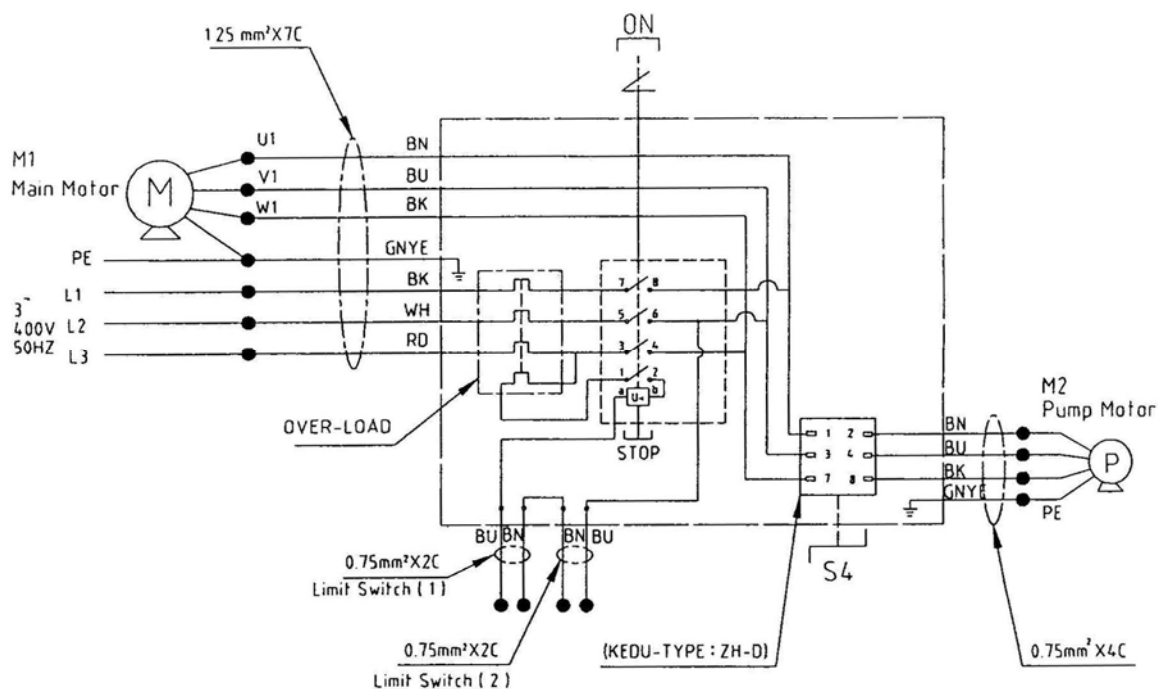 1.25 mm²X7C
ON
M1
Main Motor
M
U1
BN
V1
BU
W1
BK
PE
GNYE
3~
400V
50HZ
L1
BK
L2
WH
L3
RD
7 8
5 6
3 4
1 2
a b
U<
STOP
OVER-LOAD
1 2
3 4
7 8
M2
Pump Motor
BN
BU
BK
GNYE
PE
P
BU BN BN BU
S4
0.75mm²X2C
Limit Switch (1)
0.75mm²X2C
Limit Switch (2)
(KEDU-TYPE : ZH-D)
0.75mm²X4C